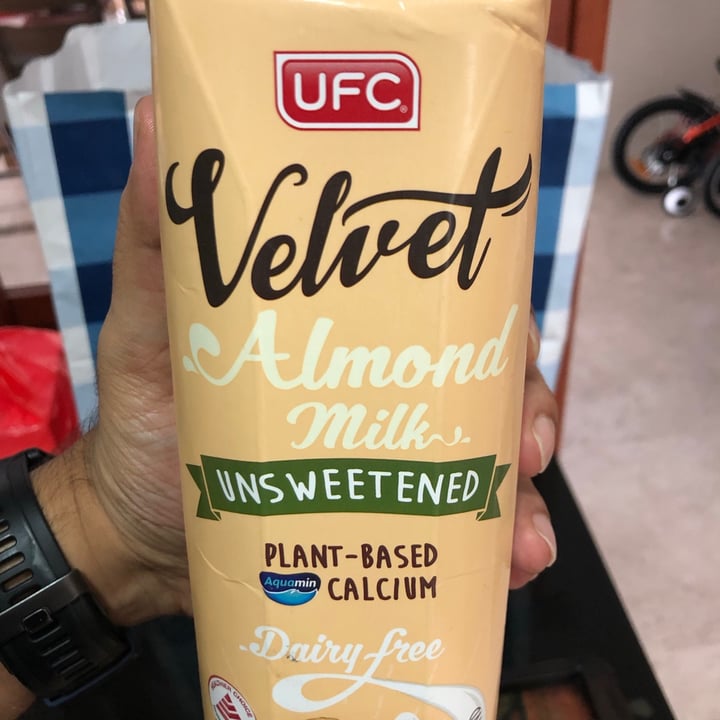 UFC®
Velvet
Almond
Milk
UNSWEETENED
PLANT-BASED
Aquamin CALCIUM
Dairy free